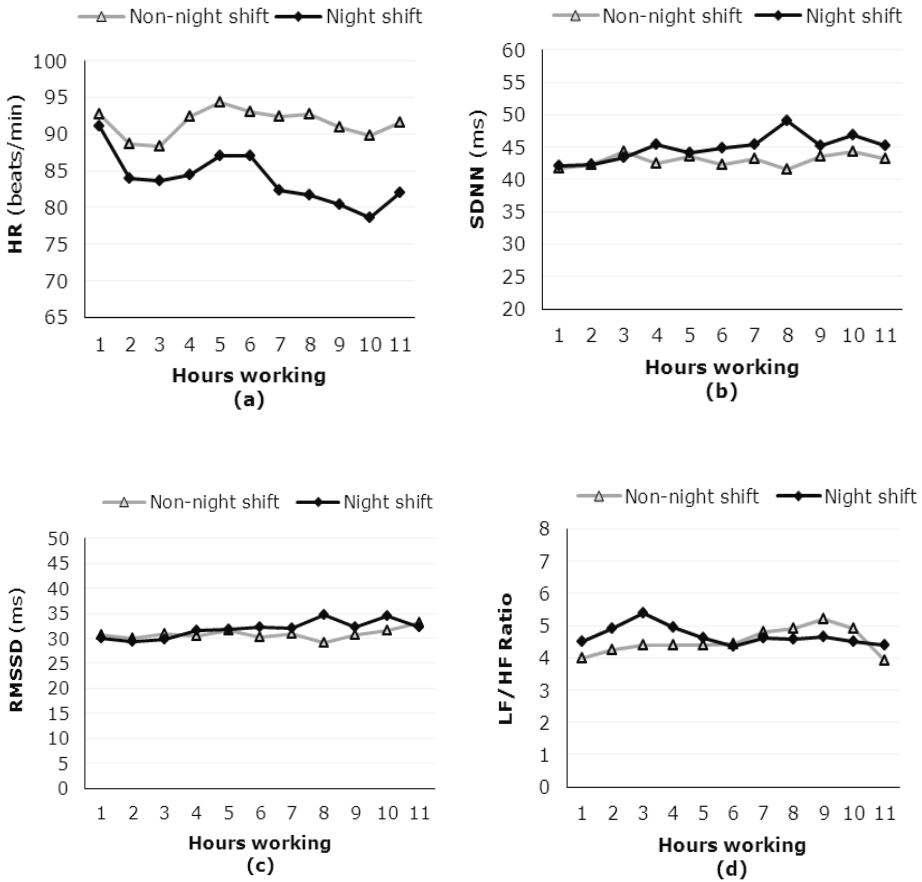 Non-night shift Night shift
HR (beats/min)
100
95
90
85
80
75
70
65
1 2 3 4 5 6 7 8 9 10 11
Hours working
(a)
Non-night shift Night shift
SDNN (ms)
60
55
50
45
40
35
30
25
20
1 2 3 4 5 6 7 8 9 10 11
Hours working
(b)
Non-night shift Night shift
RMSSD (ms)
50
45
40
35
30
25
20
15
10
5
0
1 2 3 4 5 6 7 8 9 10 11
Hours working
(c)
Non-night shift Night shift
LF/HF Ratio
8
7
6
5
4
3
2
1
0
1 2 3 4 5 6 7 8 9 10 11
Hours working
(d)